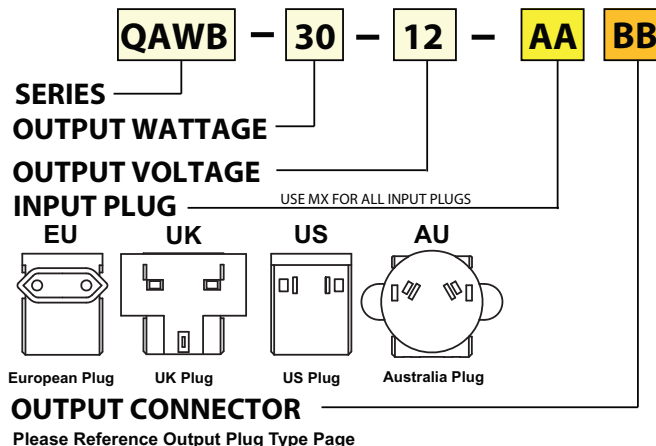 QAWB – 30 – 12 – AA BB
SERIES
OUTPUT WATTAGE
OUTPUT VOLTAGE
INPUT PLUG USE MX FOR ALL INPUT PLUGS
EU UK US AU
European Plug UK Plug US Plug Australia Plug
OUTPUT CONNECTOR
Please Reference Output Plug Type Page